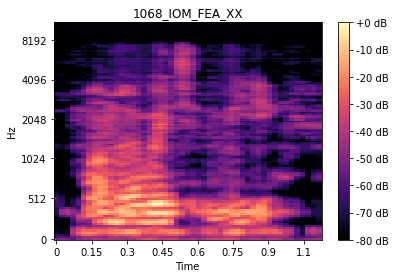 1068_IOM_FEA_XX
+0 dB
8192
-10 dB
4096
-20 dB
-30 dB
2048
Hz
-40 dB
1024
-50 dB
512
-60 dB
-70 dB
0
-80 dB
0 0.15 0.3 0.45 0.6 0.75 0.9 1.1
Time